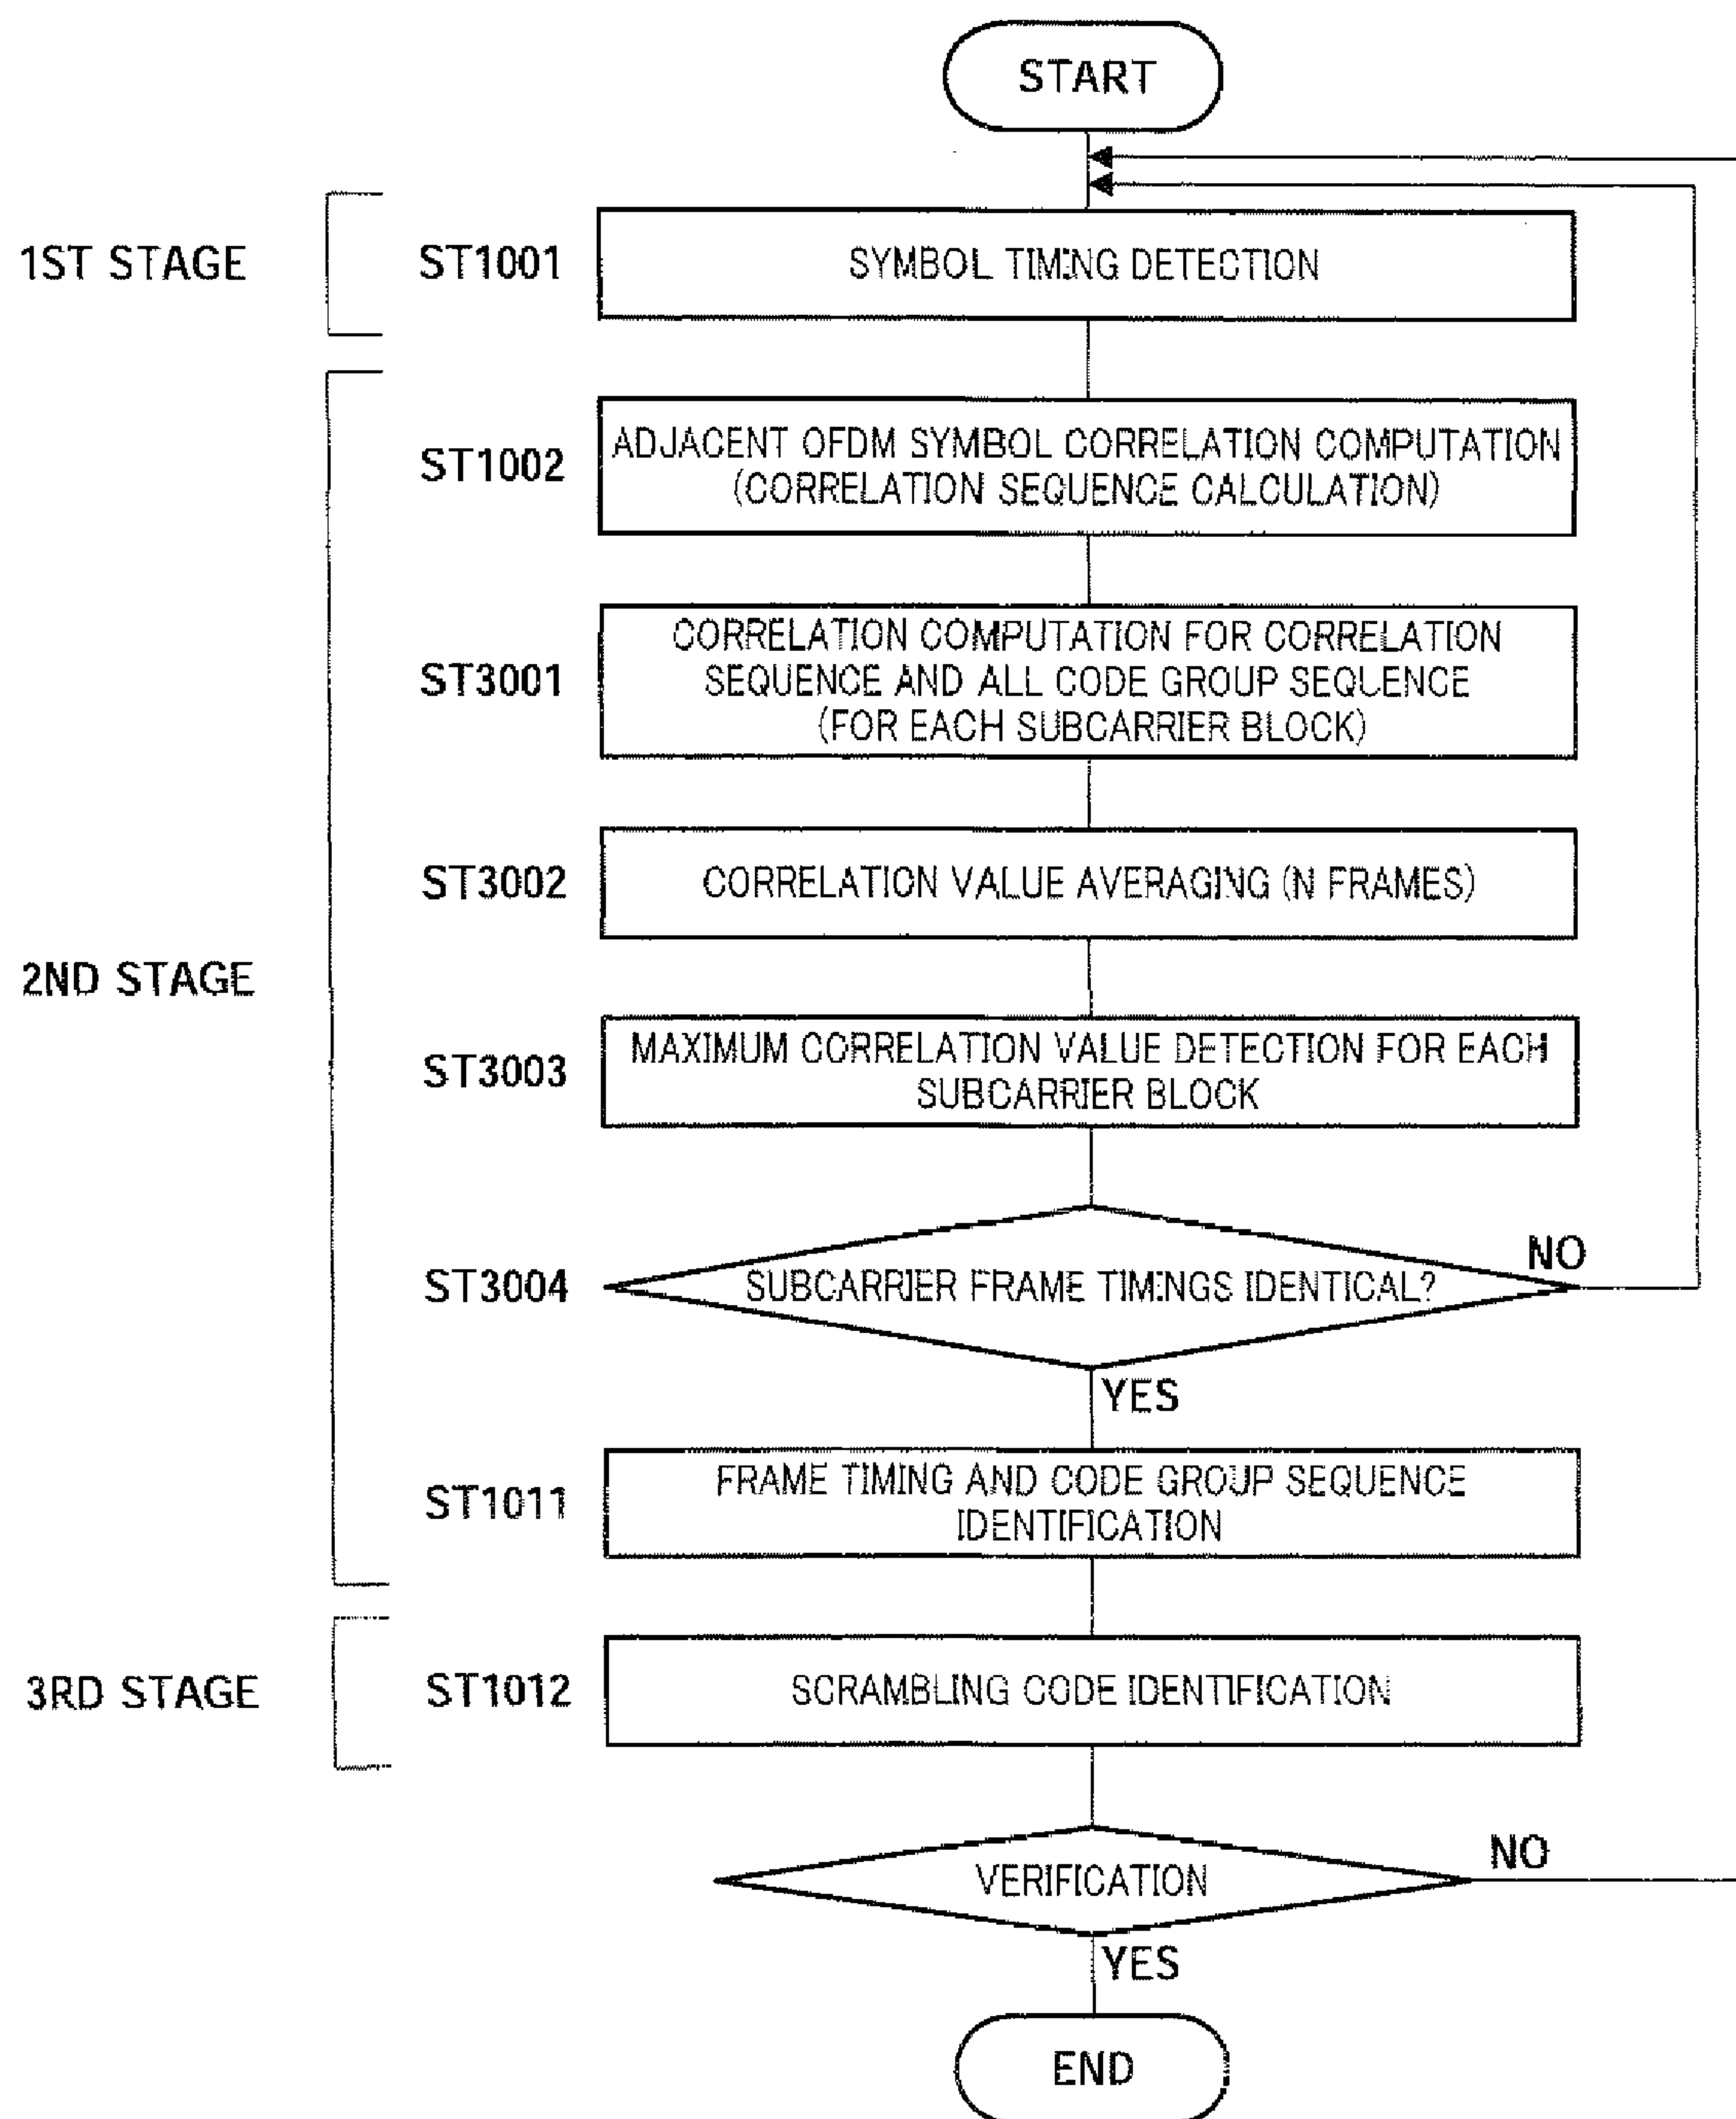 START
1ST STAGE
ST1001
SYMBOL TIMING DETECTION
ST1002
ADJACENT OFDM SYMBOL CORRELATION COMPUTATION
(CORRELATION SEQUENCE CALCULATION)
ST3001
CORRELATION COMPUTATION FOR CORRELATION
SEQUENCE AND ALL CODE GROUP SEQUENCE
(FOR EACH SUBCARRIER BLOCK)
ST3002
CORRELATION VALUE AVERAGING (N FRAMES)
2ND STAGE
ST3003
MAXIMUM CORRELATION VALUE DETECTION FOR EACH
SUBCARRIER BLOCK
ST3004
SUBCARRIER FRAME TIMINGS IDENTICAL?
NO
YES
ST1011
FRAME TIMING AND CODE GROUP SEQUENCE
IDENTIFICATION
3RD STAGE
ST1012
SCRAMBLING CODE IDENTIFICATION
VERIFICATION
NO
YES
END